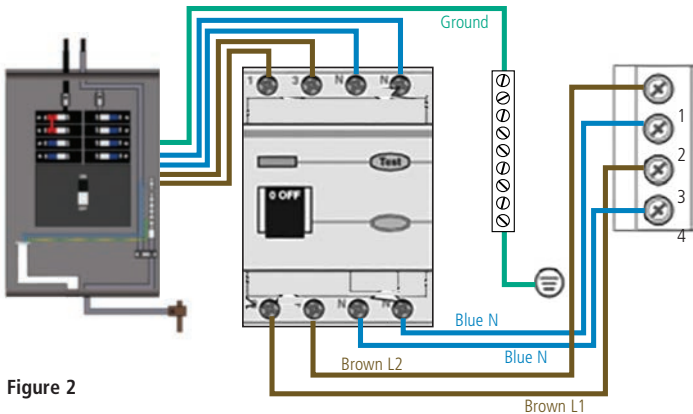 Ground
1 3 N N
1
2
3
4
Test
0 OFF
N N
Blue N
Blue N
Brown L2
Brown L1
Figure 2